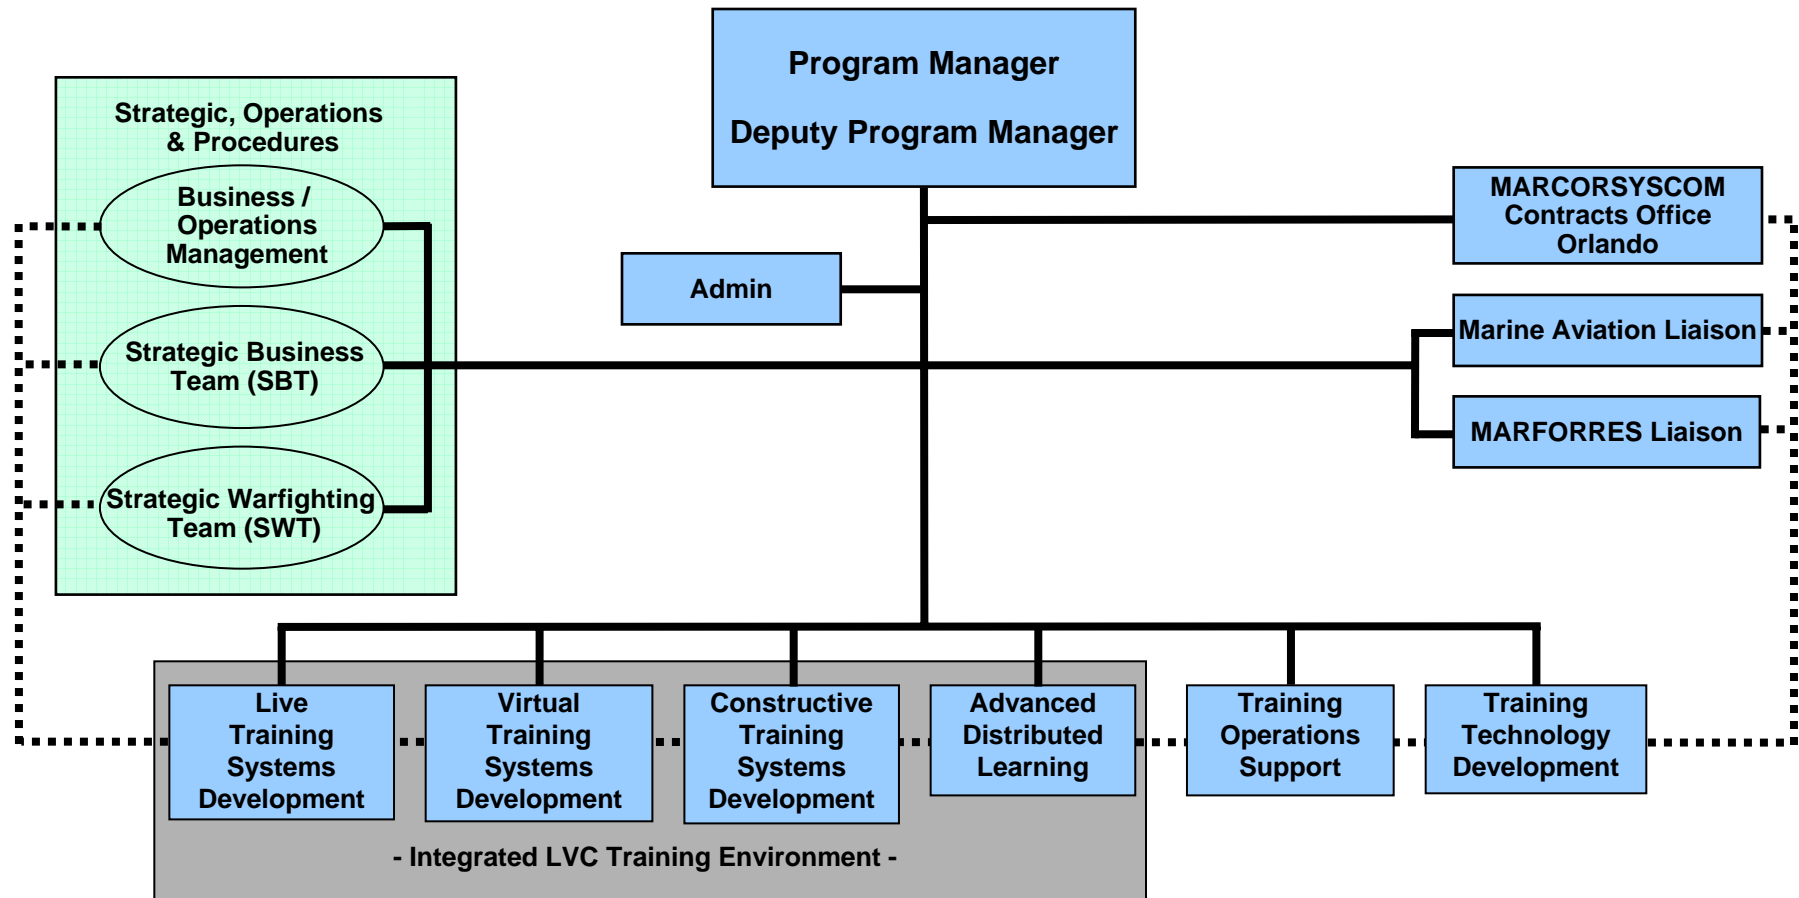 Program Manager
Deputy Program Manager
Strategic, Operations
& Procedures
Business /
Operations
Management
Strategic Business
Team (SBT)
Strategic Warfighting
Team (SWT)
Admin
MARCORSYSCOM
Contracts Office
Orlando
Marine Aviation Liaison
MARFORRES Liaison
Live
Training
Systems
Development
Virtual
Training
Systems
Development
Constructive
Training
Systems
Development
Advanced
Distributed
Learning
Training
Operations
Support
Training
Technology
Development
- Integrated LVC Training Environment -